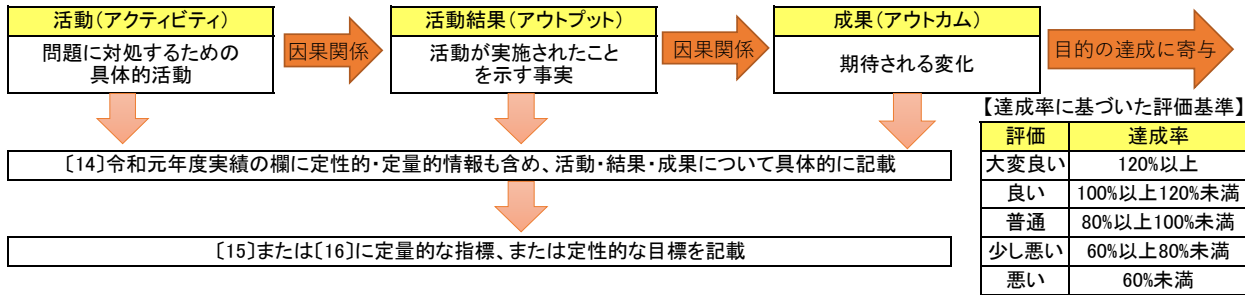 活動(アクティビティ)
問題に対処するための
具体的活動
因果関係
活動結果(アウトプット)
活動が実施されたこと
を示す事実
因果関係
成果(アウトカム)
期待される変化
目的の達成に寄与
〔14〕令和元年度実績の欄に定性的・定量的情報も含め、活動・結果・成果について具体的に記載
〔15〕または〔16〕に定量的な指標、または定性的な目標を記載
【達成率に基づいた評価基準】
評価 達成率
大変良い 120%以上
良い 100%以上120%未満
普通 80%以上100%未満
少し悪い 60%以上80%未満
悪い 60%未満